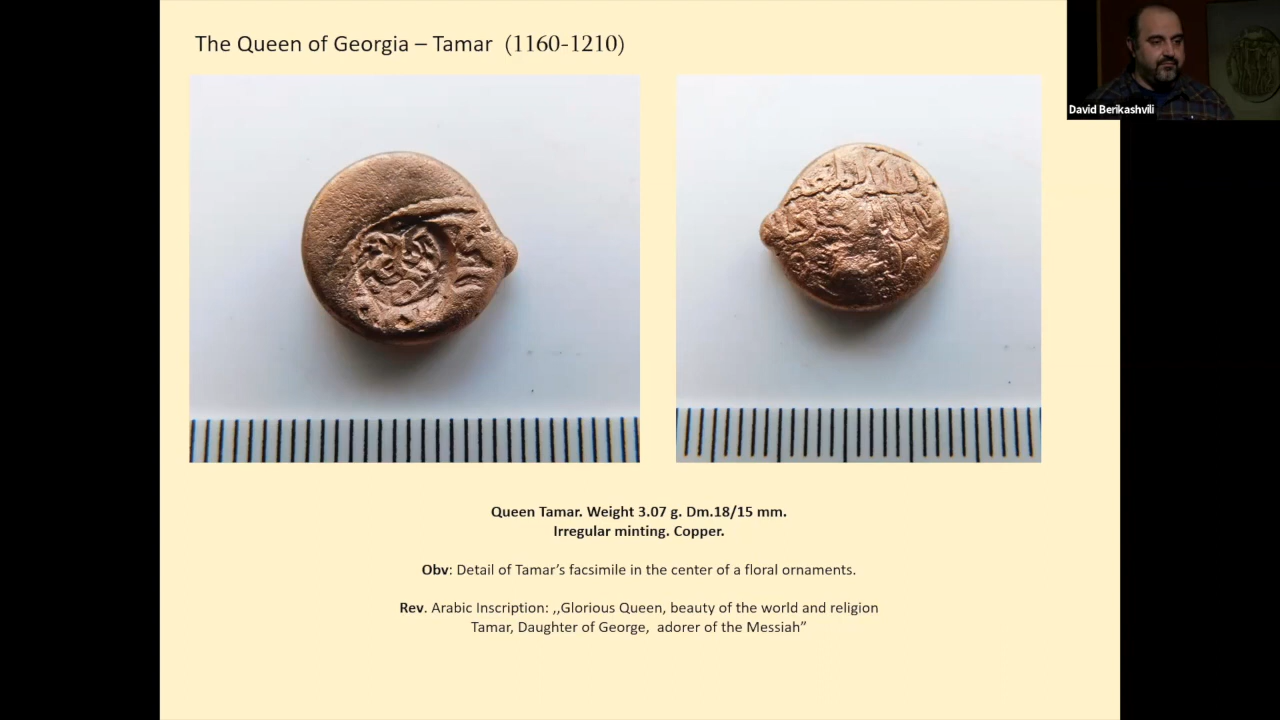 The Queen of Georgia – Tamar (1160-1210)
David Berikashvili
Queen Tamar. Weight 3.07 g. Dm.18/15 mm.
Irregular minting. Copper.
Obv: Detail of Tamar’s facsimile in the center of a floral ornaments.
Rev. Arabic Inscription: ,,Glorious Queen, beauty of the world and religion
Tamar, Daughter of George, adorer of the Messiah”